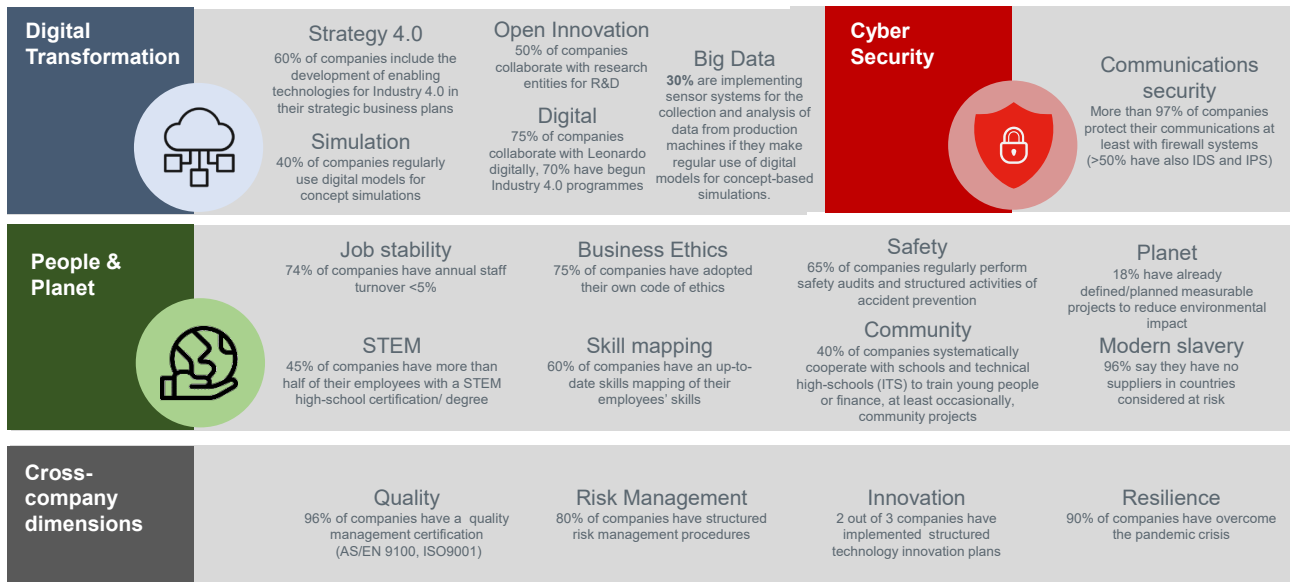 Digital
Transformation
Strategy 4.0
60% of companies include the
development of enabling
technologies for Industry 4.0 in
their strategic business plans
Simulation
40% of companies regularly
use digital models for
concept simulations
Open Innovation
50% of companies
collaborate with research
entities for R&D
Digital
75% of companies
collaborate with Leonardo
digitally, 70% have begun
Industry 4.0 programmes
Big Data
30% are implementing
sensor systems for the
collection and analysis of
data from production
machines if they make
regular use of digital
models for concept-based
simulations.
Cyber
Security
Communications
security
More than 97% of companies
protect their communications at
least with firewall systems
(>50% have also IDS and IPS)
People &
Planet
Job stability
74% of companies have annual staff
turnover <5%
Business Ethics
75% of companies have adopted
their own code of ethics
Safety
65% of companies regularly perform
safety audits and structured activities of
accident prevention
Planet
18% have already
defined/planned measurable
projects to reduce environmental
impact
STEM
45% of companies have more than
half of their employees with a STEM
high-school certification/ degree
Skill mapping
60% of companies have an up-to-
date skills mapping of their
employees' skills
Community
40% of companies systematically
cooperate with schools and technical
high-schools (ITS) to train young people
or finance, at least occasionally,
community projects
Modern slavery
96% say they have no
suppliers in countries
considered at risk
Cross-
company
dimensions
Quality
96% of companies have a quality
management certification
(AS/EN 9100, ISO9001)
Risk Management
80% of companies have structured
risk management procedures
Innovation
2 out of 3 companies have
implemented structured
technology innovation plans
Resilience
90% of companies have overcome
the pandemic crisis